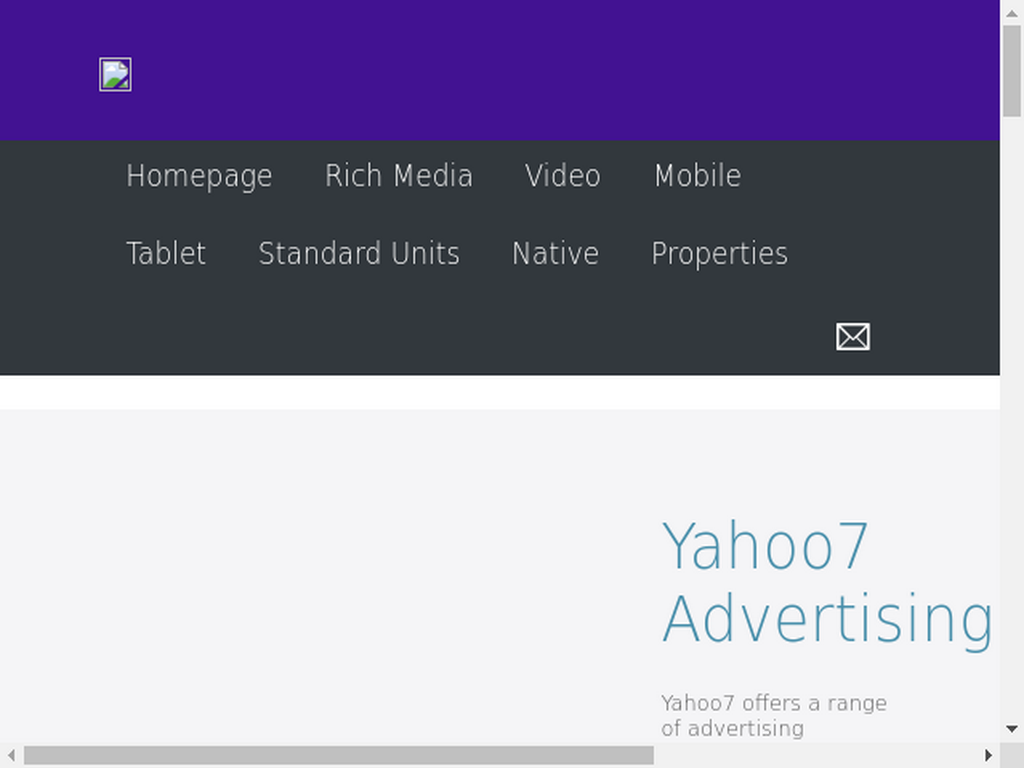 Homepage Rich Media Video Mobile
Tablet Standard Units Native Properties
Yahoo7
Advertising
Yahoo7 offers a range
of advertising